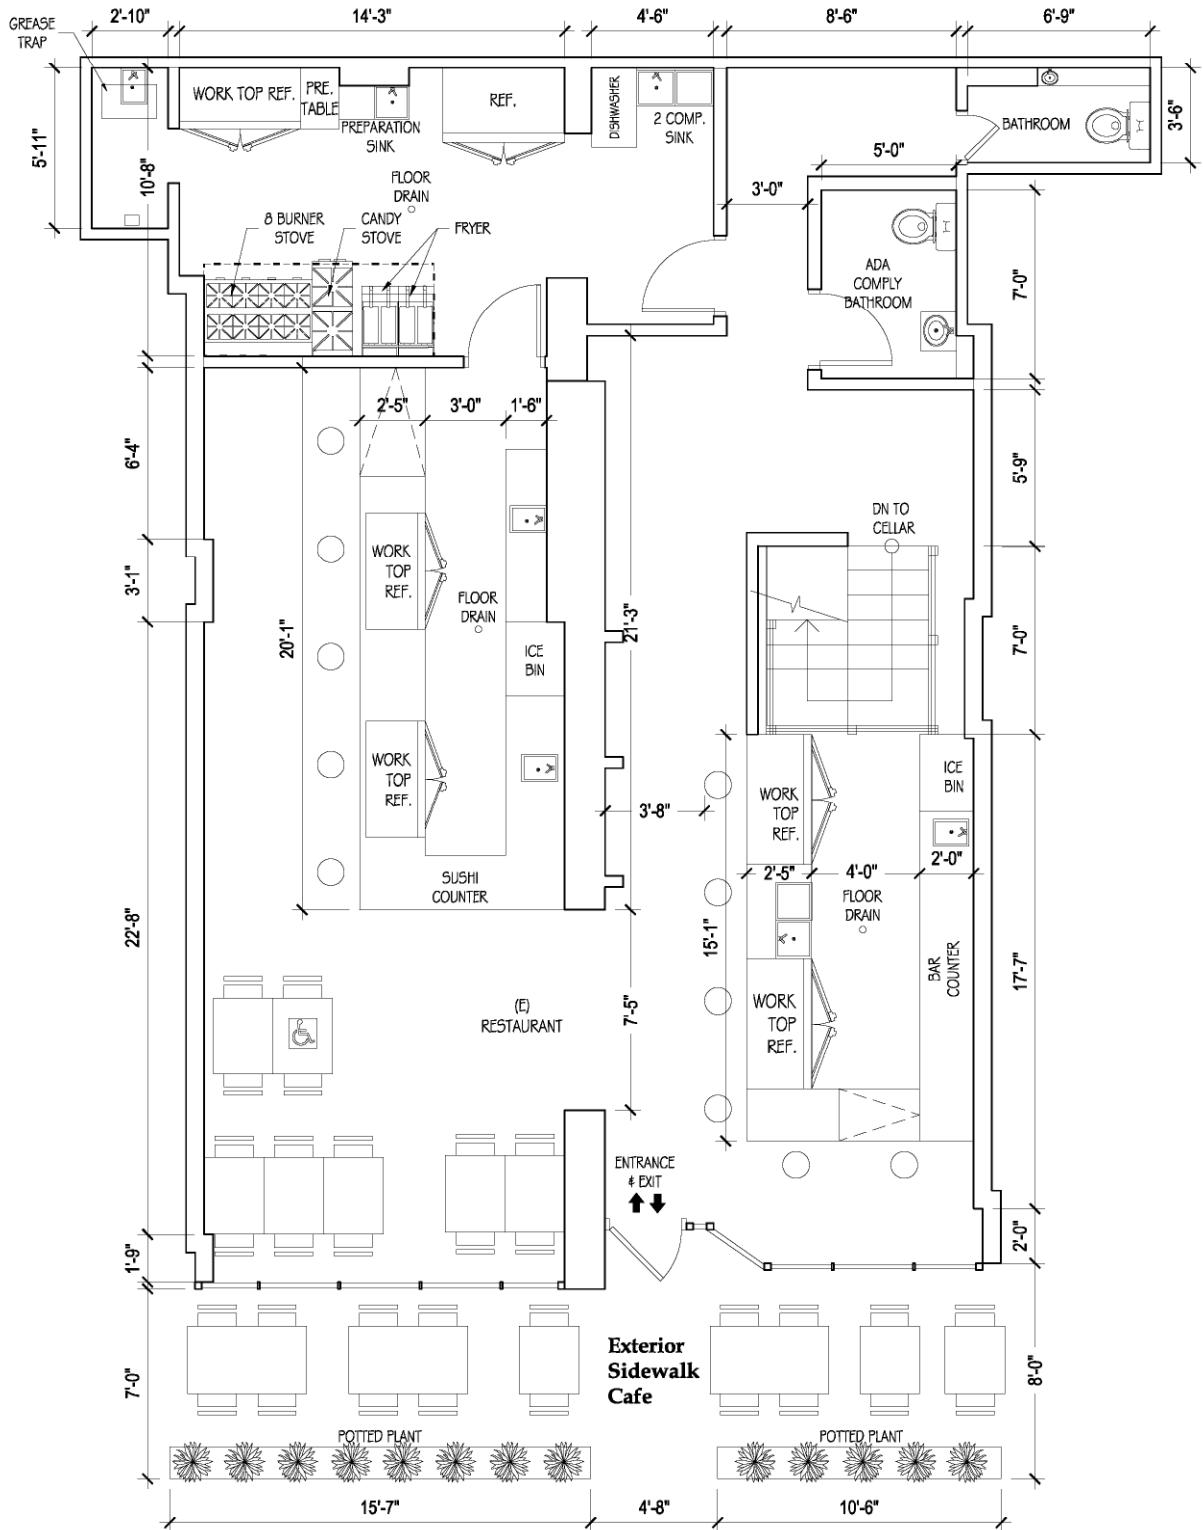 2'-10"
14'-3"
4'-6"
8'-6"
6'-9"
GREASE
TRAP
WORK TOP REF.
PRE.
TABLE
REF.
DISHWASHER
2 COMP.
SINK
PREPARATION
SINK
BATHROOM
3'-6"
5'-11"
10'-8"
5'-0"
3'-0"
FLOOR
DRAIN
8 BURNER
STOVE
CANDY
STOVE
FRYER
ADA
COMPLY
BATHROOM
7'-0"
2'-5"
3'-0"
1'-6"
6'-4"
5'-9"
DN TO
CELLAR
WORK
TOP
REF.
3'-1"
FLOOR
DRAIN
20'-1"
21'-3"
7'-0"
ICE
BIN
WORK
TOP
REF.
ICE
BIN
3'-8"
WORK
TOP
REF.
2'-5"
4'-0"
2'-0"
SUSHI
COUNTER
FLOOR
DRAIN
22'-8"
15'-1"
BAR
COUNTER
17'-7"
(E)
RESTAURANT
7'-5"
WORK
TOP
REF.
ENTRANCE
& EXIT
1'-9"
2'-0"
Exterior
Sidewalk
Cafe
7'-0"
8'-0"
POTTED PLANT
POTTED PLANT
15'-7"
4'-8"
10'-6"